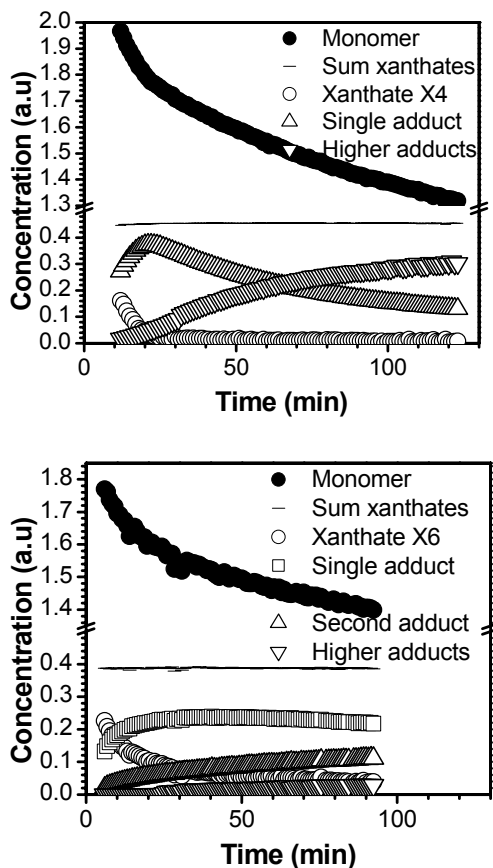 2.0
1.9
1.8
1.7
1.6
1.5
1.4
1.3
0.4
0.3
0.2
0.1
0.0
Concentration (a.u)
Monomer
Sum xanthates
Xanthate X4
Single adduct
Higher adducts
0 50 100
Time (min)
1.8
1.7
1.6
1.5
1.4
0.4
0.3
0.2
0.1
0.0
Concentration (a.u)
Monomer
Sum xanthates
Xanthate X6
Single adduct
Second adduct
Higher adducts
0 50 100
Time (min)